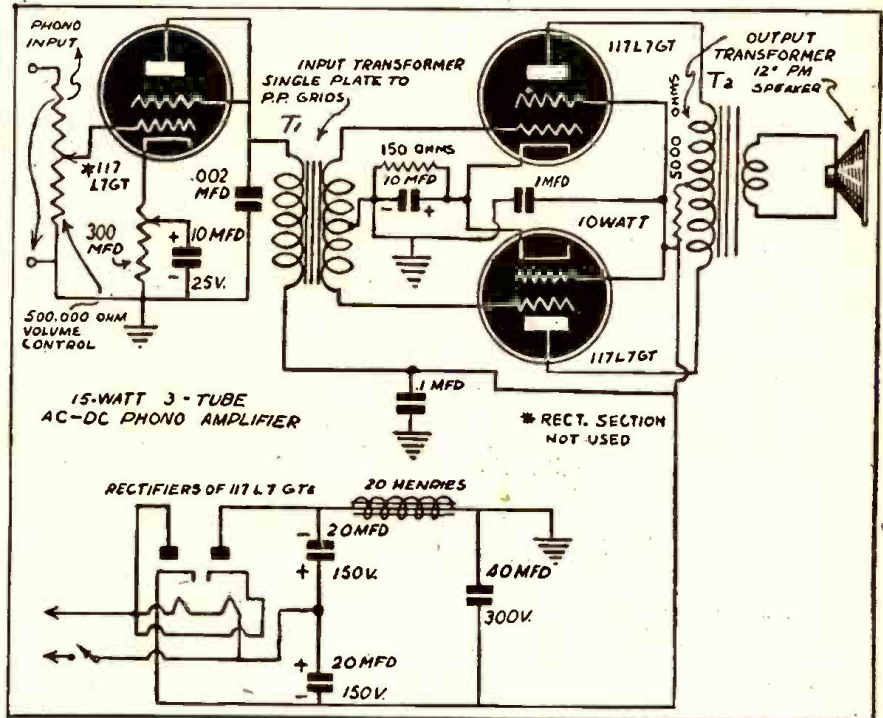 PHONO
INPUT
*117
L7GT
300
MFD
10MFD
25V.
500.000 OHM
VOLUME
CONTROL
.002
MFD
INPUT TRANSFORMER
SINGLE PLATE TO
P.P. GRIDS
T1
150 OHMS
10 MFD
- +
.1MFD
10WATT
117L7GT
117L7GT
OUTPUT
TRANSFORMER
T2
12" PM
SPEAKER
5000
OHMS
.1 MFD
15-WATT 3-TUBE
AC-DC PHONO AMPLIFIER
* RECT. SECTION
NOT USED
RECTIFIERS OF 117L7GTs
20 HENRIES
- 20MFD
+ 150V.
40MFD
300V.
+ 20MFD
- 150V.